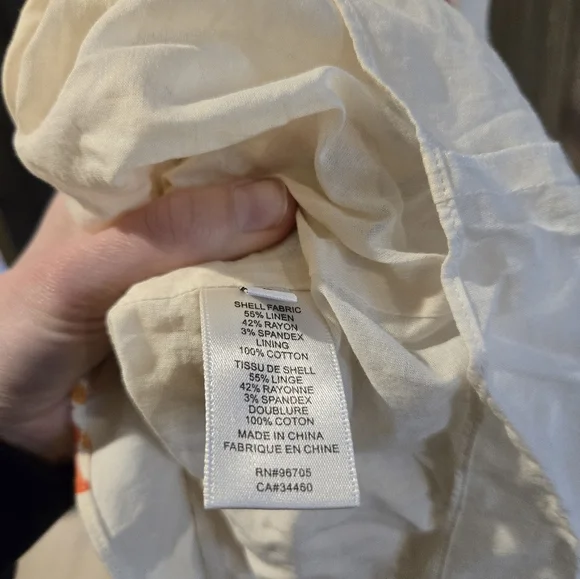 SHELL FABRIC
55% LINEN
42% RAYON
3% SPANDEX
LINING
100% COTTON
TISSU DE SHELL
55% LINGE
42% RAYONNE
3% SPANDEX
DOUBLURE
100% COTON
MADE IN CHINA
FABRIQUE EN CHINE
RN#96705
CA#34460